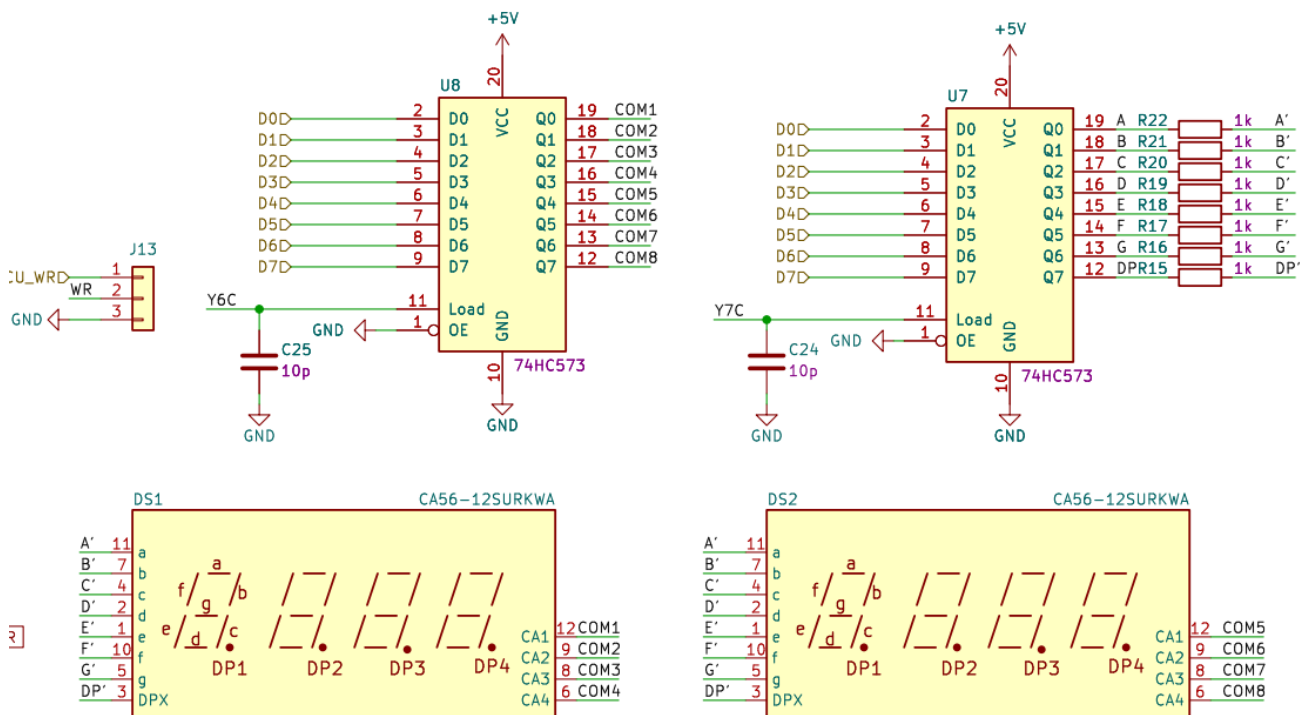 +5V
U8
20
VCC
D0 2 D0 Q0 19 COM1
D1 3 D1 Q1 18 COM2
D2 4 D2 Q2 17 COM3
D3 5 D3 Q3 16 COM4
D4 6 D4 Q4 15 COM5
D5 7 D5 Q5 14 COM6
D6 8 D6 Q6 13 COM7
D7 9 D7 Q7 12 COM8
Y6C 11 Load
GND 1 OE
GND
10
74HC573
GND
C25
10p
GND
J13
CU_WR 1
WR 2
GND 3
+5V
U7
20
VCC
D0 2 D0 Q0 19 A R22 1k A'
D1 3 D1 Q1 18 B R21 1k B'
D2 4 D2 Q2 17 C R20 1k C'
D3 5 D3 Q3 16 D R19 1k D'
D4 6 D4 Q4 15 E R18 1k E'
D5 7 D5 Q5 14 F R17 1k F'
D6 8 D6 Q6 13 G R16 1k G'
D7 9 D7 Q7 12 DP R15 1k DP'
Y7C 11 Load
GND 1 OE
GND
10
74HC573
GND
C24
10p
GND
DS1 CA56-12SURKWA
A' 11 a
B' 7 b
C' 4 c
D' 2 d
E' 1 e
F' 10 f
G' 5 g
DP' 3 DPX
a
f b
g
e c
d
DP1 DP2 DP3 DP4
CA1 12 COM1
CA2 9 COM2
CA3 8 COM3
CA4 6 COM4
R
DS2 CA56-12SURKWA
A' 11 a
B' 7 b
C' 4 c
D' 2 d
E' 1 e
F' 10 f
G' 5 g
DP' 3 DPX
a
f b
g
e c
d
DP1 DP2 DP3 DP4
CA1 12 COM5
CA2 9 COM6
CA3 8 COM7
CA4 6 COM8